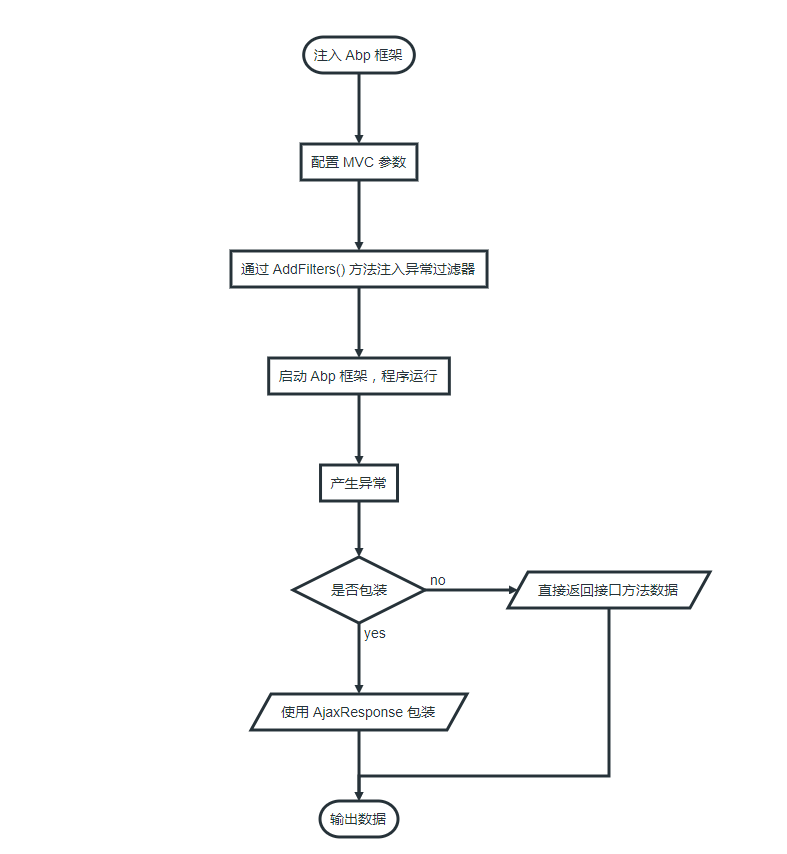 注入 Abp 框架
配置 MVC 参数
通过 AddFilters() 方法注入异常过滤器
启动 Abp 框架，程序运行
产生异常
是否包装
no
直接返回接口方法数据
yes
使用 AjaxResponse 包装
输出数据